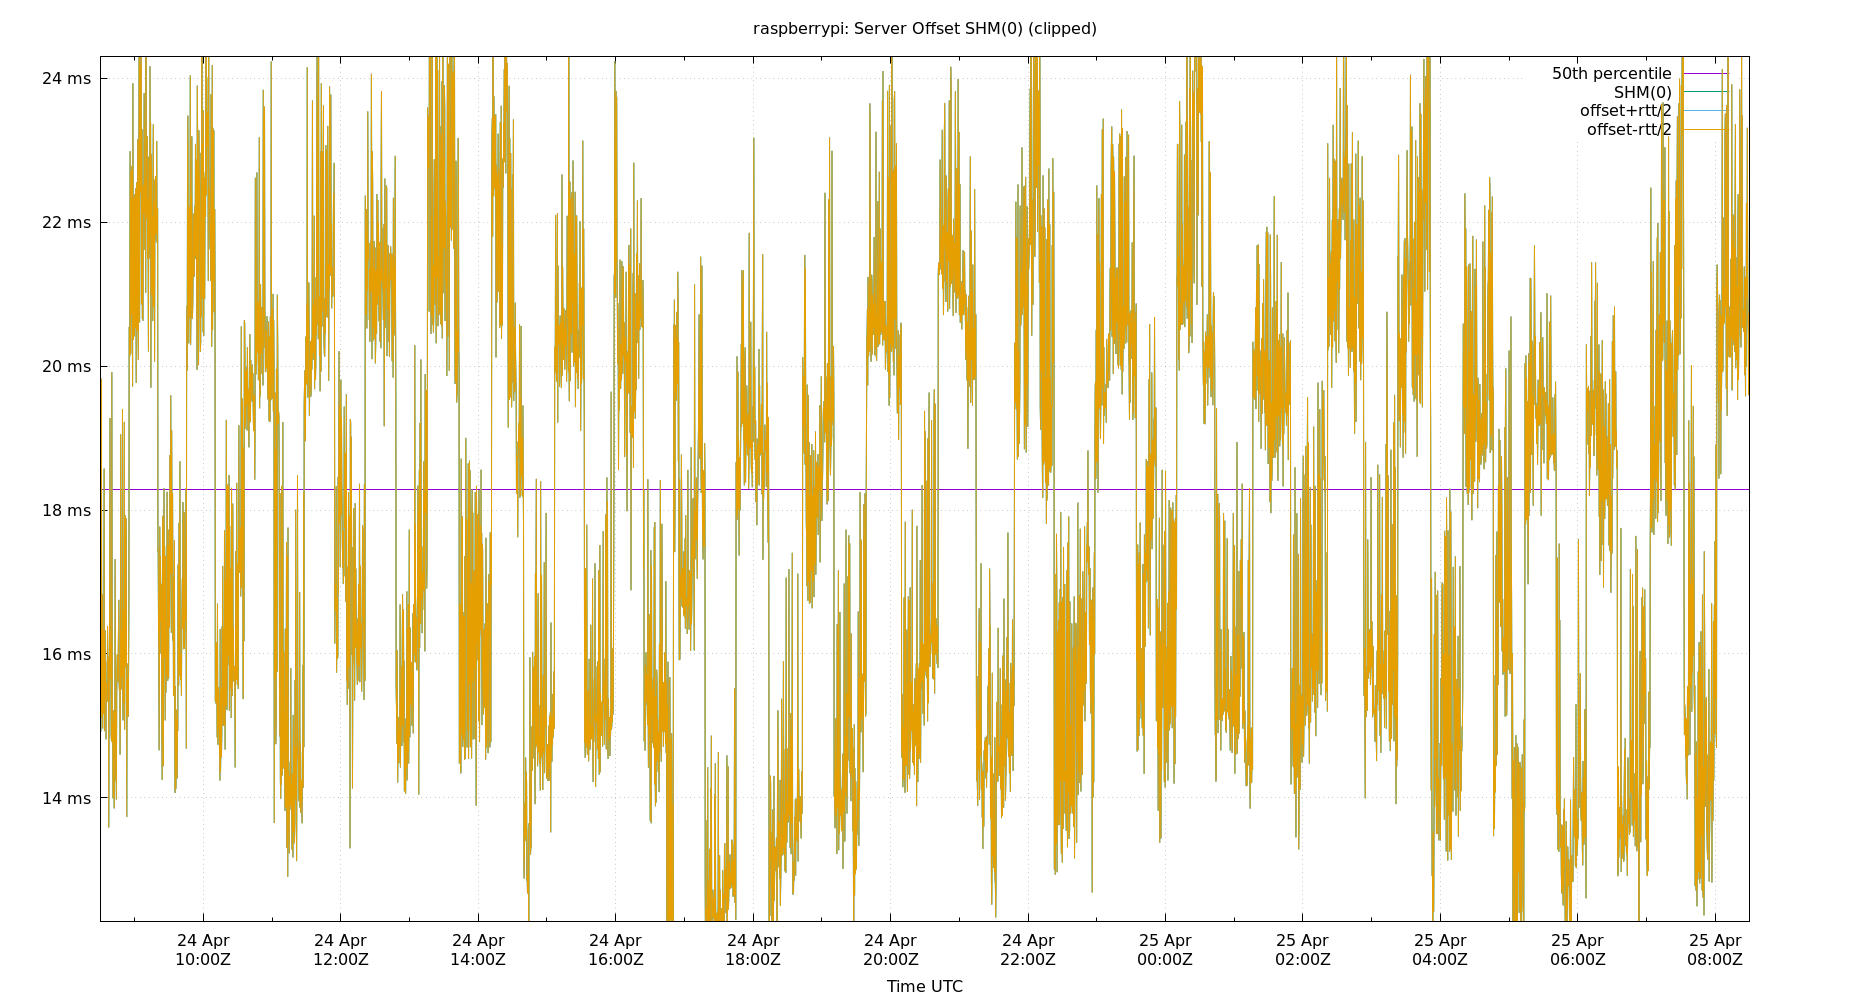 raspberrypi: Server Offset SHM(0) (clipped)
24 ms
22 ms
20 ms
18 ms
16 ms
14 ms
50th percentile
SHM(0)
offset+rtt/2
offset-rtt/2
24 Apr
10:00Z
24 Apr
12:00Z
24 Apr
14:00Z
24 Apr
16:00Z
24 Apr
18:00Z
24 Apr
20:00Z
24 Apr
22:00Z
25 Apr
00:00Z
25 Apr
02:00Z
25 Apr
04:00Z
25 Apr
06:00Z
25 Apr
08:00Z
Time UTC